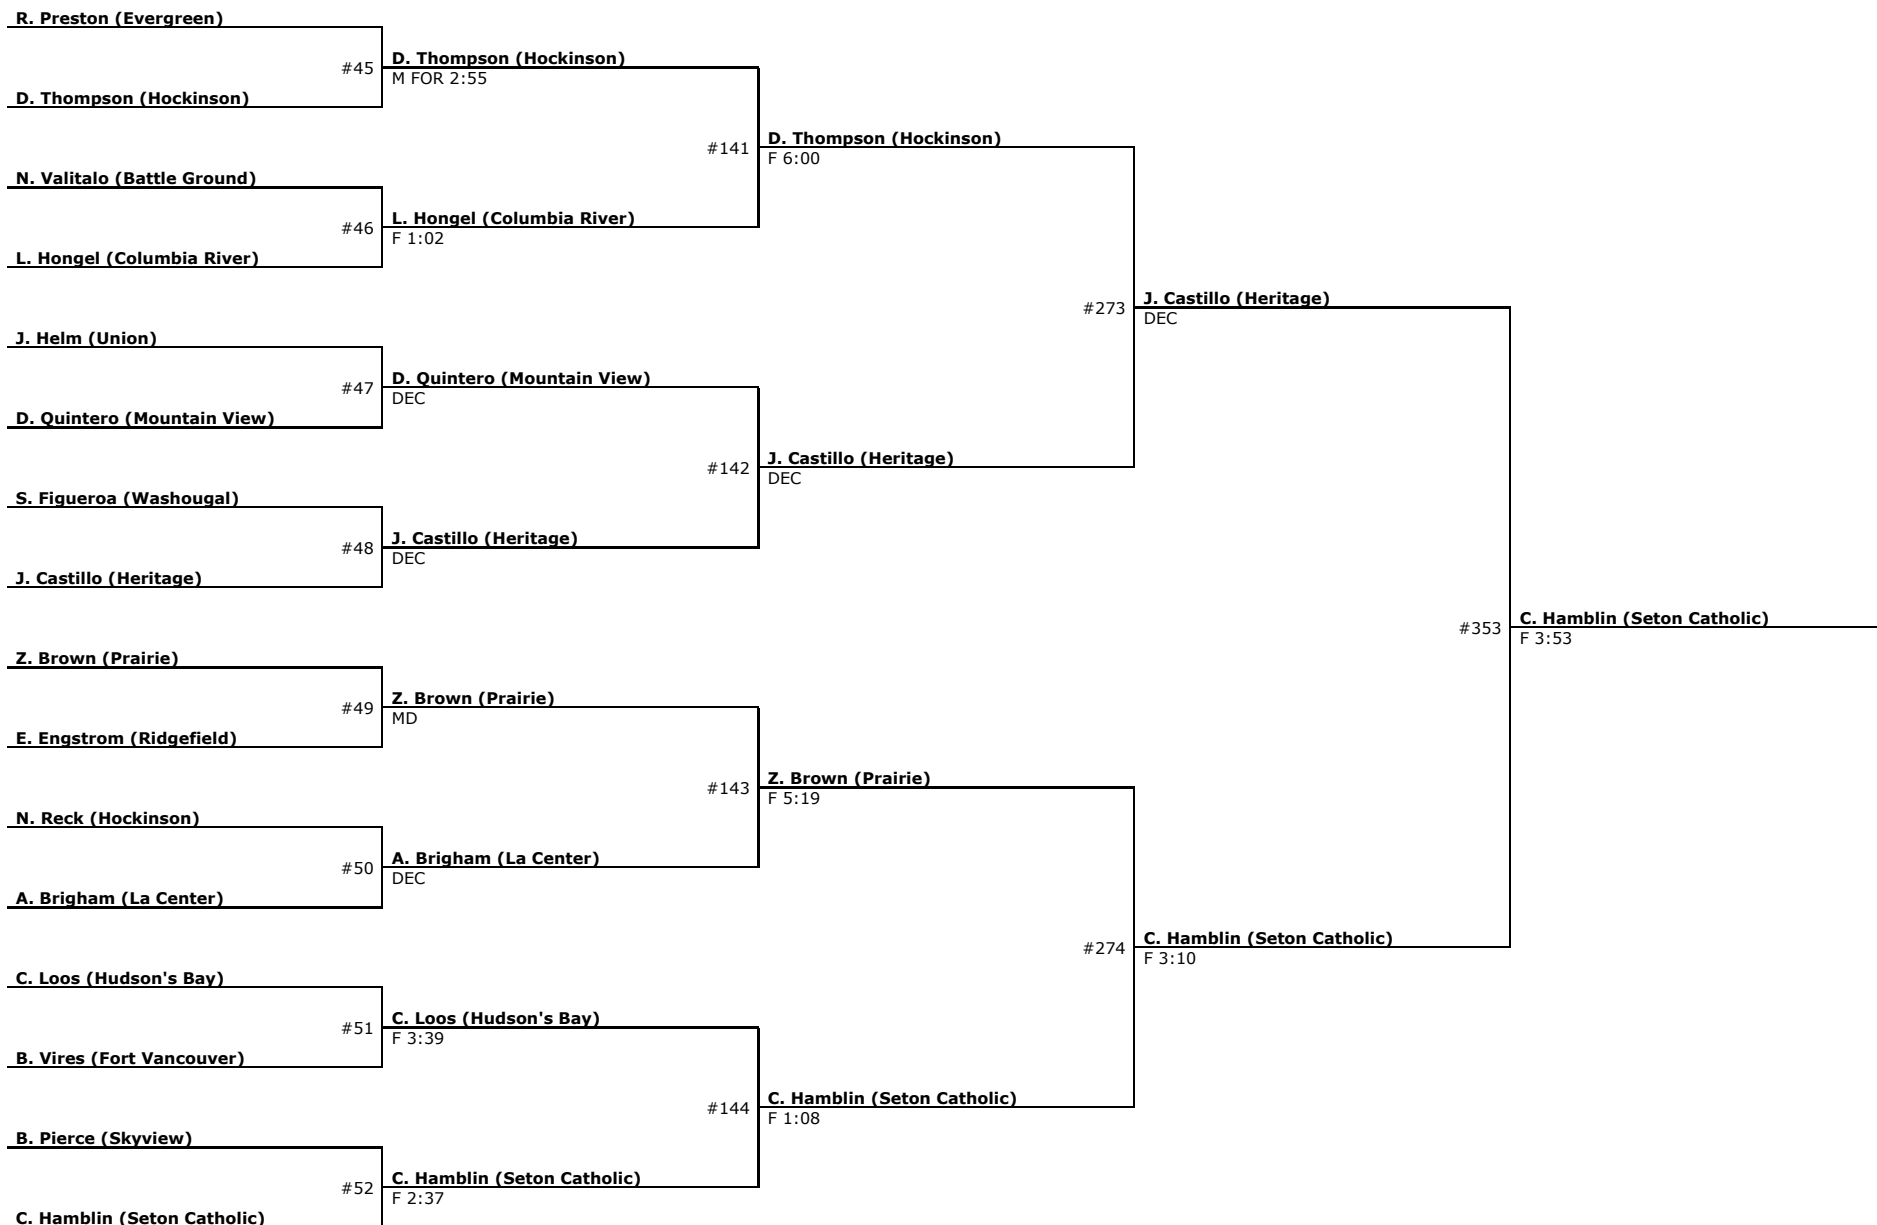 R. Preston (Evergreen)
#45
D. Thompson (Hockinson)
M FOR 2:55
D. Thompson (Hockinson)
#141
D. Thompson (Hockinson)
F 6:00
N. Valitalo (Battle Ground)
#46
L. Hongel (Columbia River)
F 1:02
L. Hongel (Columbia River)
#273
J. Castillo (Heritage)
DEC
J. Helm (Union)
#47
D. Quintero (Mountain View)
DEC
D. Quintero (Mountain View)
#142
J. Castillo (Heritage)
DEC
S. Figueroa (Washougal)
#48
J. Castillo (Heritage)
DEC
J. Castillo (Heritage)
#353
C. Hamblin (Seton Catholic)
F 3:53
Z. Brown (Prairie)
#49
Z. Brown (Prairie)
MD
E. Engstrom (Ridgefield)
#143
Z. Brown (Prairie)
F 5:19
N. Reck (Hockinson)
#50
A. Brigham (La Center)
DEC
A. Brigham (La Center)
#274
C. Hamblin (Seton Catholic)
F 3:10
C. Loos (Hudson's Bay)
#51
C. Loos (Hudson's Bay)
F 3:39
B. Vires (Fort Vancouver)
#144
C. Hamblin (Seton Catholic)
F 1:08
B. Pierce (Skyview)
#52
C. Hamblin (Seton Catholic)
F 2:37
C. Hamblin (Seton Catholic)